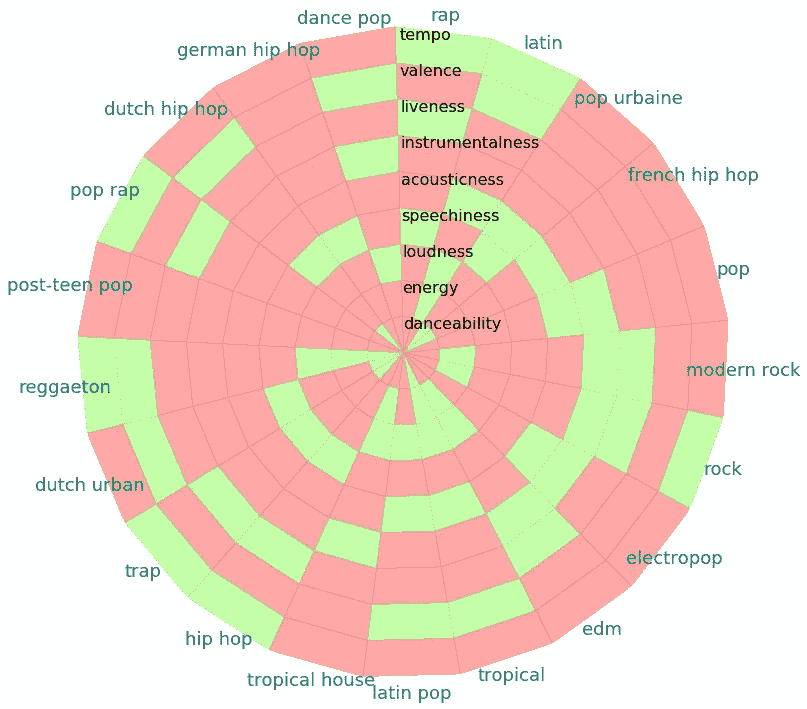 rap
dance pop
tempo
latin
german hip hop
valence
pop urbaine
liveness
dutch hip hop
instrumentalness
french hip hop
acousticness
pop rap
speechiness
loudness
pop
post-teen pop
energy
danceability
modern rock
reggaeton
rock
dutch urban
electropop
trap
edm
hip hop
tropical
tropical house
latin pop